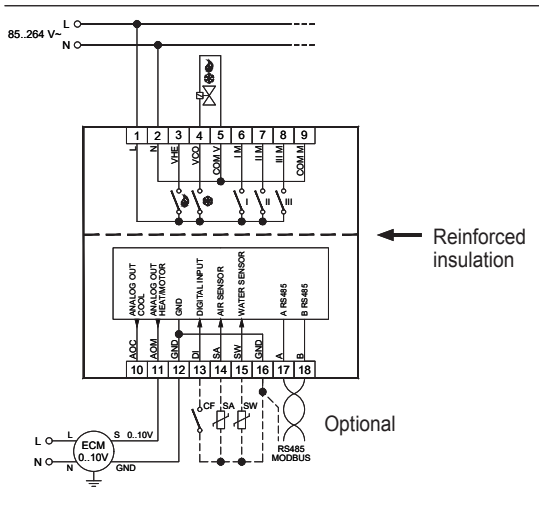 L
85..264 V~
N
1 2 3 4 5 6 7 8 9
L N VHE VCO COM V I M II M III M COM M
I II III
Reinforced
insulation
ANALOG OUT
COOL
ANALOG OUT
HEAT/MOTOR
GND
DIGITAL INPUT
AIR SENSOR
WATER SENSOR
A RS485
B RS485
AOC AOM GND DI SA SW GND A B
10 11 12 13 14 15 16 17 18
CF SA SW
Optional
L L S 0..10V
ECM
0..10V
N N GND
RS485
MODBUS